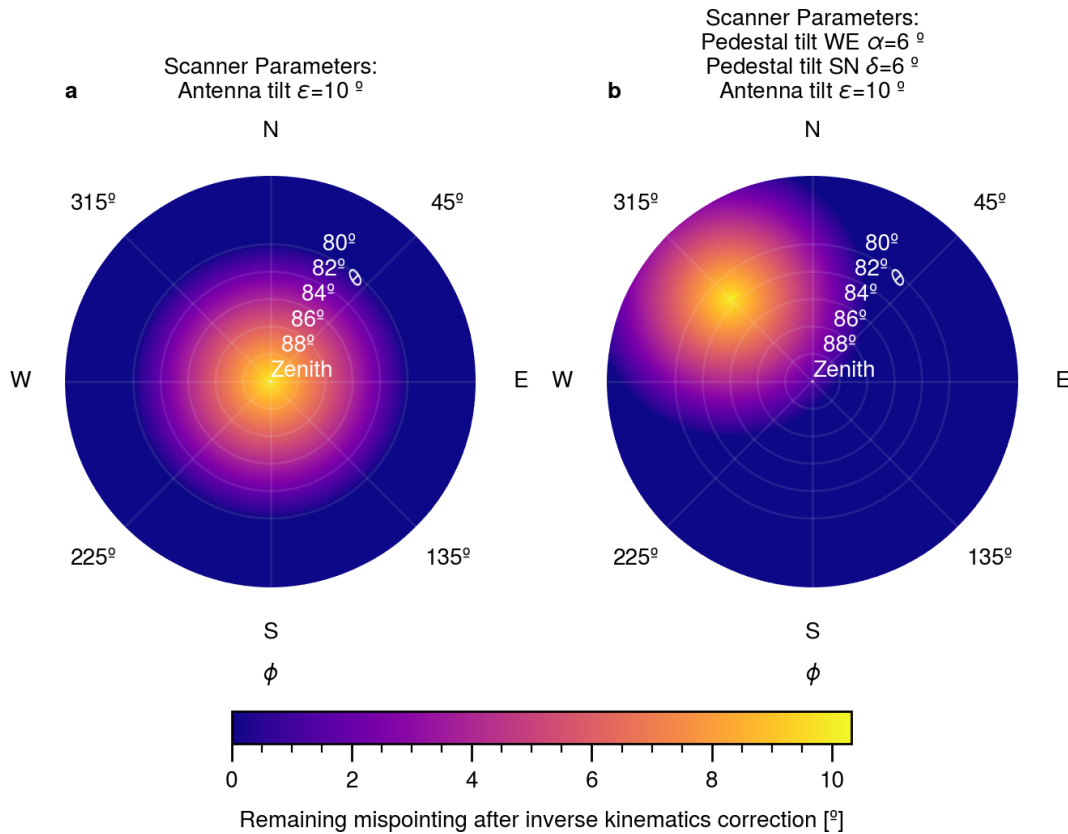 Scanner Parameters:
Antenna tilt ε=10 º
a
N
315º
45º
80º
82º
θ
84º
86º
88º
Zenith
W
E
225º
135º
S
ϕ
Scanner Parameters:
Pedestal tilt WE α=6 º
Pedestal tilt SN δ=6 º
Antenna tilt ε=10 º
b
N
315º
45º
80º
82º
θ
84º
86º
88º
Zenith
W
E
225º
135º
S
ϕ
0 2 4 6 8 10
Remaining mispointing after inverse kinematics correction [º]